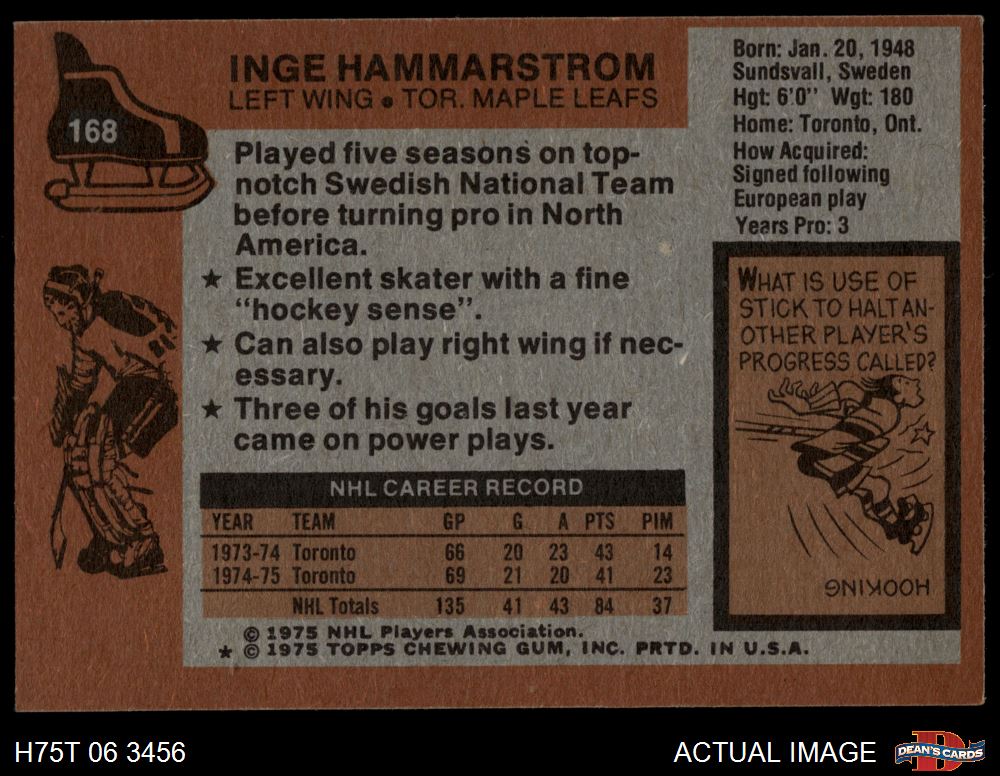 168
INGE HAMMARSTROM
LEFT WING • TOR. MAPLE LEAFS
Played five seasons on top-
notch Swedish National Team
before turning pro in North
America.
★ Excellent skater with a fine
"hockey sense".
★ Can also play right wing if nec-
essary.
★ Three of his goals last year
came on power plays.
NHL CAREER RECORD
YEAR TEAM GP G A PTS PIM
1973-74 Toronto 66 20 23 43 14
1974-75 Toronto 69 21 20 41 23
NHL Totals 135 41 43 84 37
© 1975 NHL Players Association.
★ © 1975 TOPPS CHEWING GUM, INC. PRTD. IN U.S.A.
Born: Jan. 20, 1948
Sundsvall, Sweden
Hgt: 6'0" Wgt: 180
Home: Toronto, Ont.
How Acquired:
Signed following
European play
Years Pro: 3
WHAT IS USE OF
STICK TO HALT AN-
OTHER PLAYER'S
PROGRESS CALLED?
HOOKING
H75T 06 3456
ACTUAL IMAGE
DEAN'S CARDS